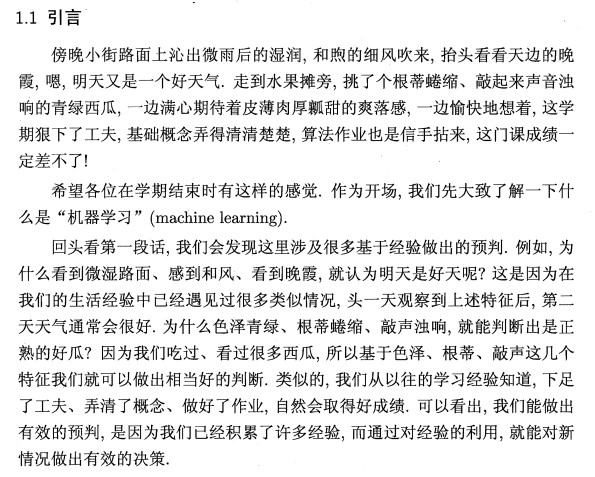 1.1 引言
傍晚小街路面上沁出微雨后的湿润, 和煦的细风吹来, 抬头看看天边的晚
霞, 嗯, 明天又是一个好天气. 走到水果摊旁, 挑了个根蒂蜷缩、敲起来声音浊
响的青绿西瓜, 一边满心期待着皮薄肉厚瓤甜的爽落感, 一边愉快地想着, 这学
期狠下了工夫, 基础概念弄得清清楚楚, 算法作业也是信手拈来, 这门课成绩一
定差不了!
希望各位在学期结束时有这样的感觉. 作为开场, 我们先大致了解一下什
么是“机器学习”(machine learning).
回头看第一段话, 我们会发现这里涉及很多基于经验做出的预判. 例如, 为
什么看到微湿路面、感到和风、看到晚霞, 就认为明天是好天呢? 这是因为在
我们的生活经验中已经遇见过很多类似情况, 头一天观察到上述特征后, 第二
天天气通常会很好. 为什么色泽青绿、根蒂蜷缩、敲声浊响, 就能判断出是正
熟的好瓜? 因为我们吃过、看过很多西瓜, 所以基于色泽、根蒂、敲声这几个
特征我们就可以做出相当好的判断. 类似的, 我们从以往的学习经验知道, 下足
了工夫、弄清了概念、做好了作业, 自然会取得好成绩. 可以看出, 我们能做出
有效的预判, 是因为我们已经积累了许多经验, 而通过对经验的利用, 就能对新
情况做出有效的决策.